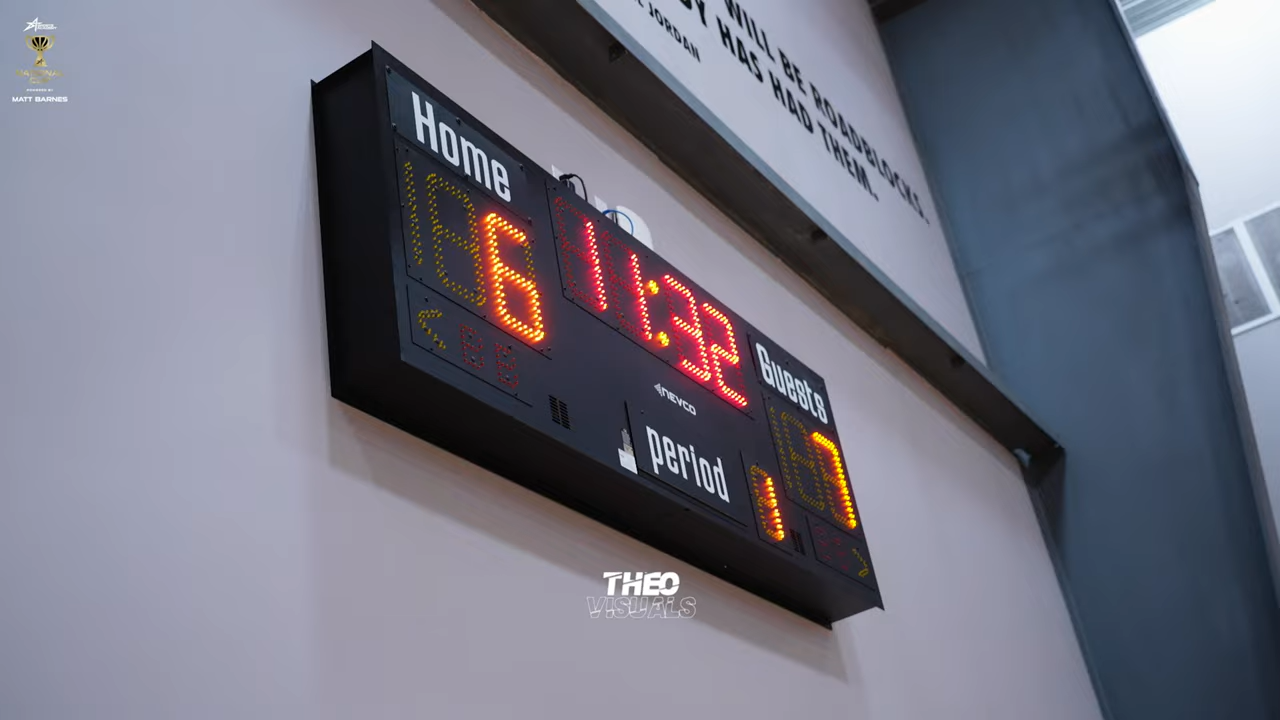 WILL BE ROADBLOCKS.
HAS HAD THEM.
JORDAN
MATT BARNES
Home
Guests
6
11:32
7
NEVCO
period
1
THEO
VISUALS